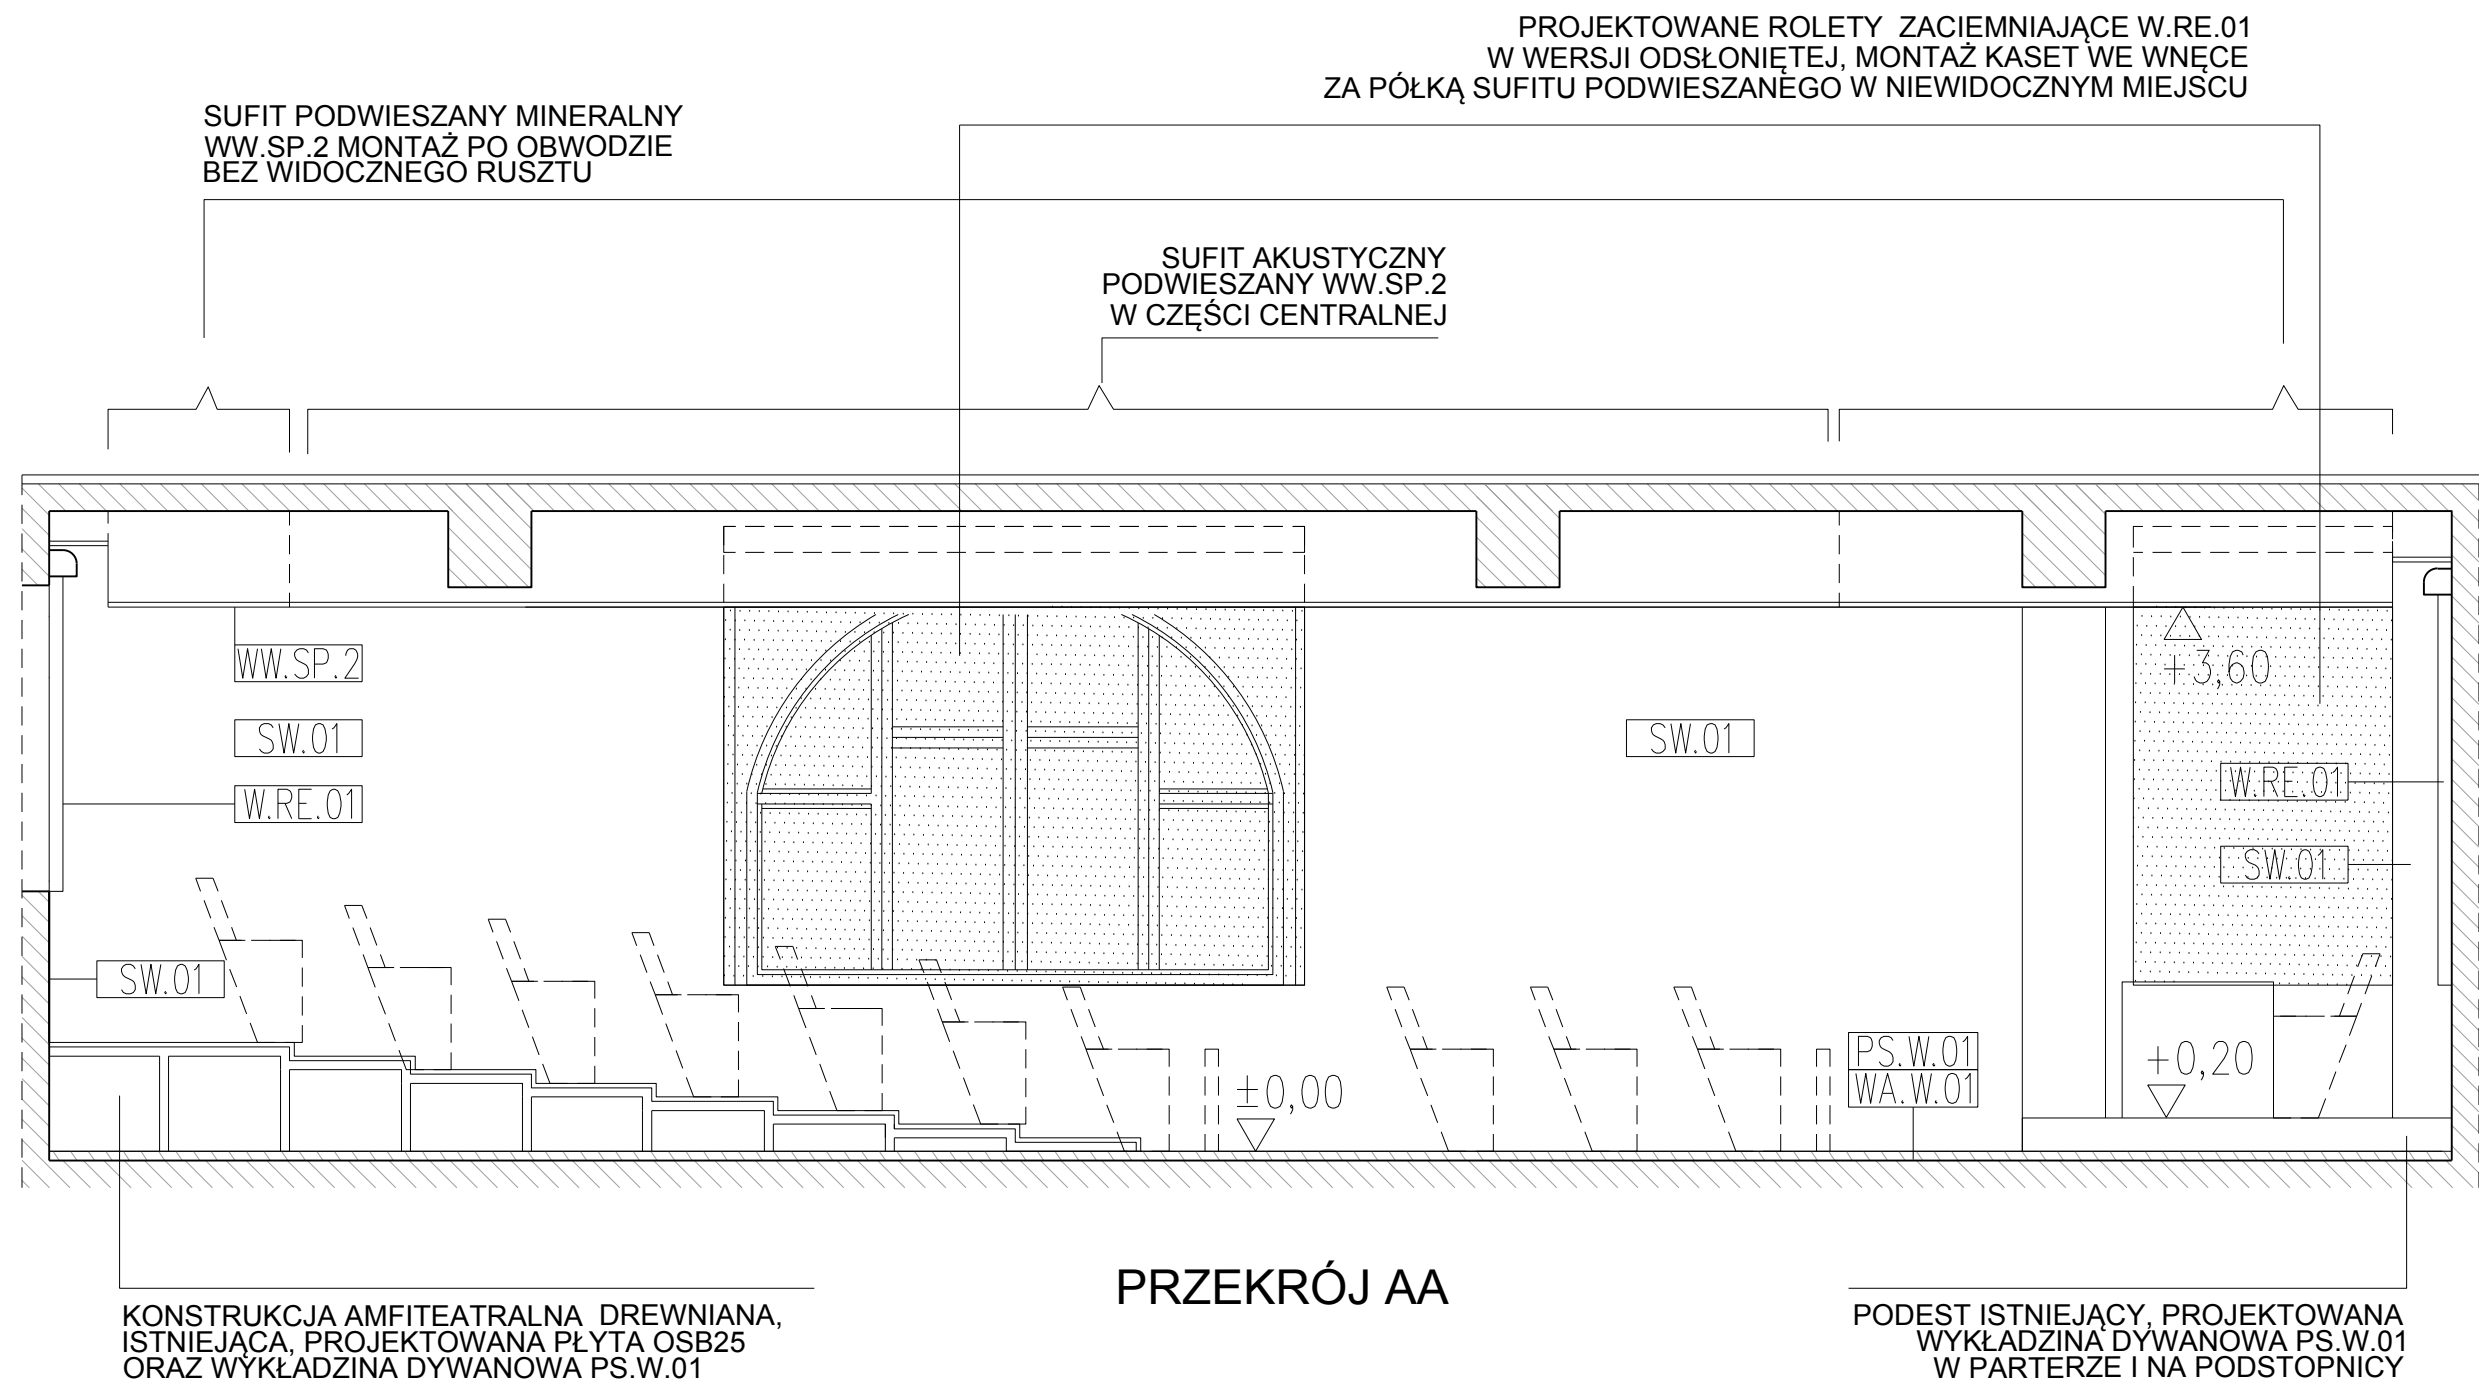 PROJEKTOWANE ROLETY ZACIEMNIAJĄCE W.RE.01
W WERSJI ODSŁONIĘTEJ, MONTAŻ KASET WE WNĘCE
ZA PÓŁKĄ SUFITU PODWIESZANEGO W NIEWIDOCZNYM MIEJSCU
SUFIT PODWIESZANY MINERALNY
WW.SP.2 MONTAŻ PO OBWODZIE
BEZ WIDOCZNEGO RUSZTU
SUFIT AKUSTYCZNY
PODWIESZANY WW.SP.2
W CZĘŚCI CENTRALNEJ
WW.SP.2
SW.01
W.RE.01
SW.01
SW.01
+3,60
W.RE.01
SW.01
±0,00
PS.W.01
WA.W.01
+0,20
PRZEKRÓJ AA
KONSTRUKCJA AMFITEATRALNA DREWNIANA,
ISTNIEJĄCA, PROJEKTOWANA PŁYTA OSB25
ORAZ WYKŁADZINA DYWANOWA PS.W.01
PODEST ISTNIEJĄCY, PROJEKTOWANA
WYKŁADZINA DYWANOWA PS.W.01
W PARTERZE I NA PODSTOPNICY